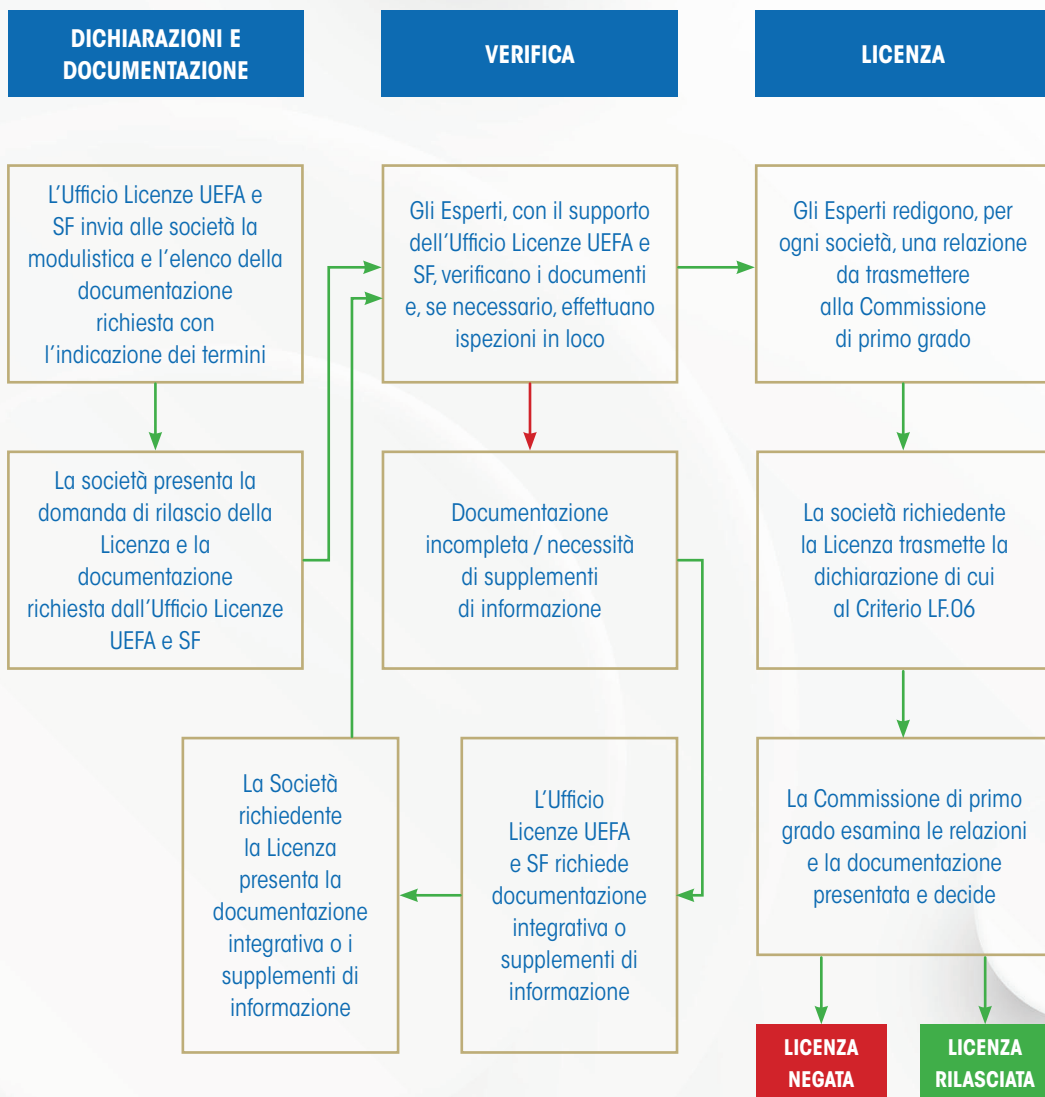 DICHIARAZIONI E
DOCUMENTAZIONE
VERIFICA
LICENZA
L'Ufficio Licenze UEFA e
SF invia alle società la
modulistica e l'elenco della
documentazione
richiesta con
l'indicazione dei termini
Gli Esperti, con il supporto
dell'Ufficio Licenze UEFA e
SF, verificano i documenti
e, se necessario, effettuano
ispezioni in loco
Gli Esperti redigono, per
ogni società, una relazione
da trasmettere
alla Commissione
di primo grado
La società presenta la
domanda di rilascio della
Licenza e la
documentazione
richiesta dall'Ufficio Licenze
UEFA e SF
Documentazione
incompleta / necessità
di supplementi
di informazione
La società richiedente
la Licenza trasmette la
dichiarazione di cui
al Criterio LF.06
La Società
richiedente
la Licenza
presenta la
documentazione
integrativa o i
supplementi di
informazione
L'Ufficio
Licenze UEFA
e SF richiede
documentazione
integrativa o
supplementi di
informazione
La Commissione di primo
grado esamina le relazioni
e la documentazione
presentata e decide
LICENZA
NEGATA
LICENZA
RILASCIATA